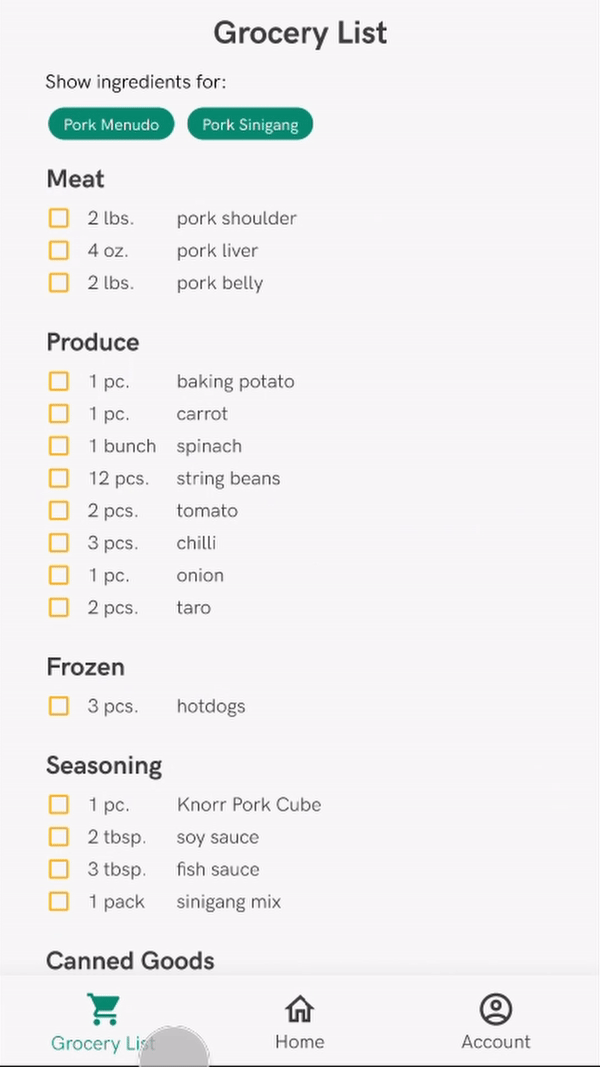 Grocery List
Show ingredients for:
Pork Menudo Pork Sinigang
Meat
2 lbs. pork shoulder
4 oz. pork liver
2 lbs. pork belly
Produce
1 pc. baking potato
1 pc. carrot
1 bunch spinach
12 pcs. string beans
2 pcs. tomato
3 pcs. chilli
1 pc. onion
2 pcs. taro
Frozen
3 pcs. hotdogs
Seasoning
1 pc. Knorr Pork Cube
2 tbsp. soy sauce
3 tbsp. fish sauce
1 pack sinigang mix
Canned Goods
Grocery List Home Account